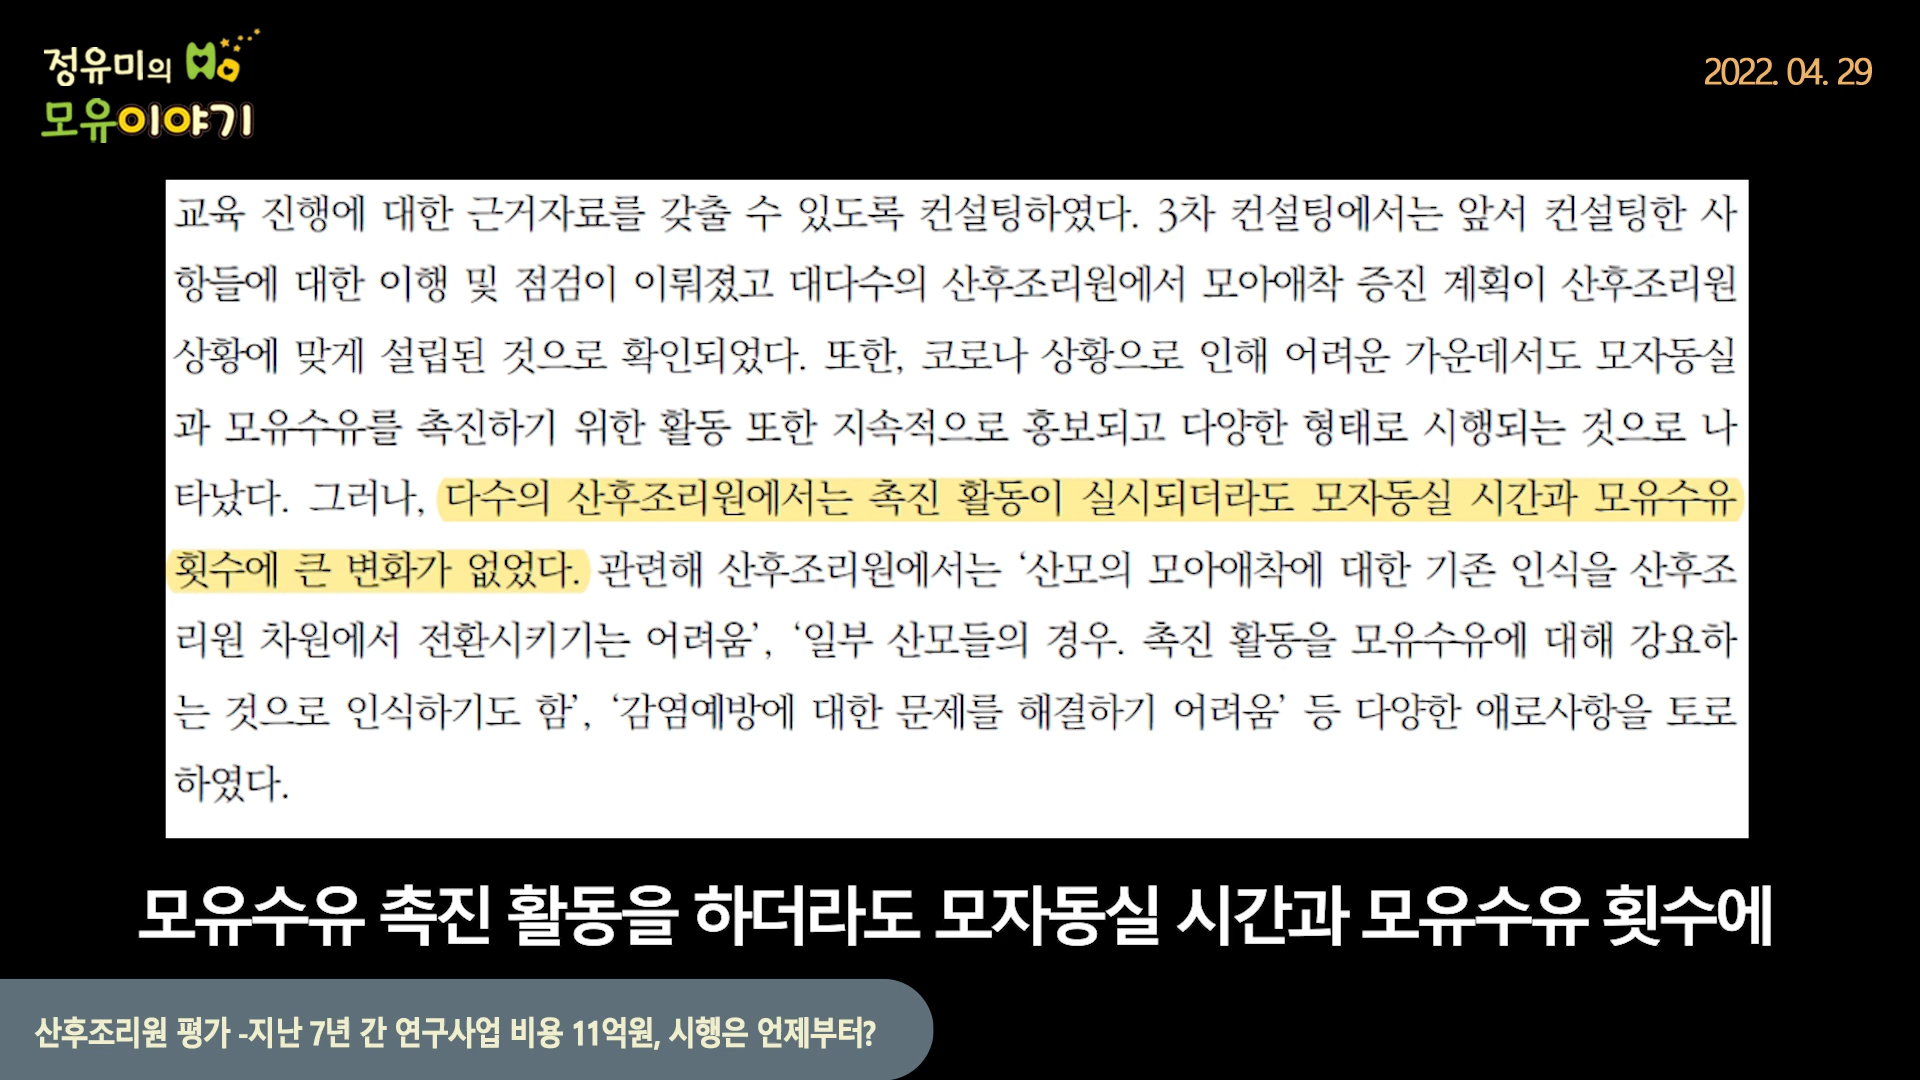 정유미의 Mo
모유이야기
2022. 04. 29
교육 진행에 대한 근거자료를 갖출 수 있도록 컨설팅하였다. 3차 컨설팅에서는 앞서 컨설팅한 사
항들에 대한 이행 및 점검이 이뤄졌고 대다수의 산후조리원에서 모아애착 증진 계획이 산후조리원
상황에 맞게 설립된 것으로 확인되었다. 또한, 코로나 상황으로 인해 어려운 가운데서도 모자동실
과 모유수유를 촉진하기 위한 활동 또한 지속적으로 홍보되고 다양한 형태로 시행되는 것으로 나
타났다. 그러나, 다수의 산후조리원에서는 촉진 활동이 실시되더라도 모자동실 시간과 모유수유
횟수에 큰 변화가 없었다. 관련해 산후조리원에서는 ‘산모의 모아애착에 대한 기존 인식을 산후조
리원 차원에서 전환시키기는 어려움’, ‘일부 산모들의 경우. 촉진 활동을 모유수유에 대해 강요하
는 것으로 인식하기도 함’, ‘감염예방에 대한 문제를 해결하기 어려움’ 등 다양한 애로사항을 토로
하였다.
모유수유 촉진 활동을 하더라도 모자동실 시간과 모유수유 횟수에
산후조리원 평가 -지난 7년 간 연구사업 비용 11억원, 시행은 언제부터?